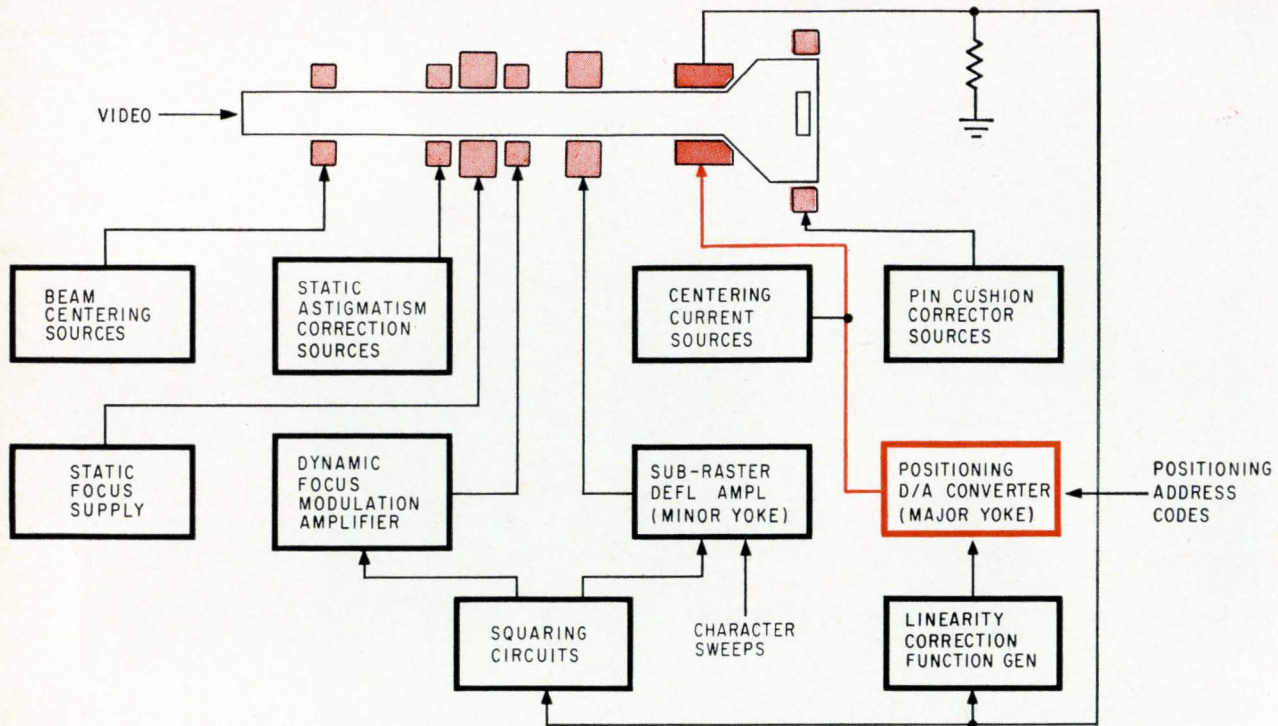 VIDEO
BEAM
CENTERING
SOURCES
STATIC
ASTIGMATISM
CORRECTION
SOURCES
CENTERING
CURRENT
SOURCES
PIN CUSHION
CORRECTOR
SOURCES
STATIC
FOCUS
SUPPLY
DYNAMIC
FOCUS
MODULATION
AMPLIFIER
SUB-RASTER
DEFL AMPL
(MINOR YOKE)
POSITIONING
D/A CONVERTER
(MAJOR YOKE)
POSITIONING
ADDRESS
CODES
SQUARING
CIRCUITS
CHARACTER
SWEEPS
LINEARITY
CORRECTION
FUNCTION GEN